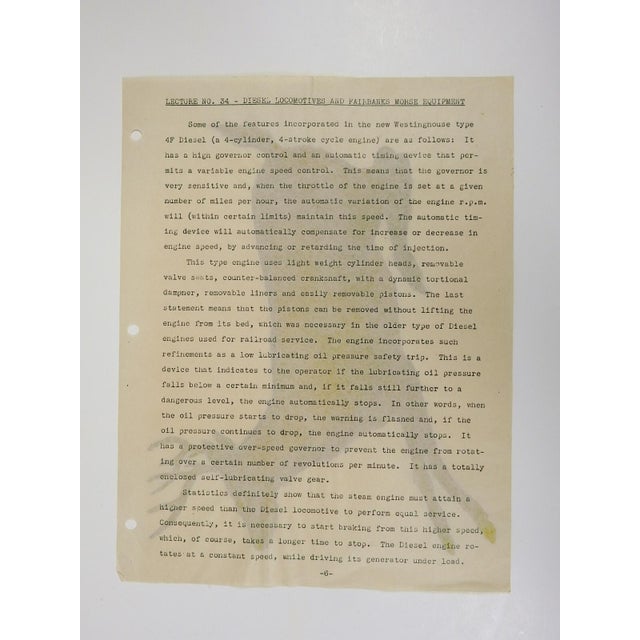 LECTURE NO. 34 - DIESEL LOCOMOTIVES AND FAIRBANKS MORSE EQUIPMENT
Some of the features incorporated in the new Westinghouse type
4F Diesel (a 4-cylinder, 4-stroke cycle engine) are as follows: It
has a high governor control and an automatic timing device that per-
mits a variable engine speed control. This means that the governor is
very sensitive and, when the throttle of the engine is set at a given
number of miles per hour, the automatic variation of the engine r.p.m.
will (within certain limits) maintain this speed. The automatic tim-
ing device will automatically compensate for increase or decrease in
engine speed, by advancing or retarding the time of injection.
This type engine uses light weight cylinder heads, removable
valve seats, counter-balanced crankshaft, with a dynamic tortional
dampner, removable liners and easily removable pistons. The last
statement means that the pistons can be removed without lifting the
engine from its bed, which was necessary in the older type of Diesel
engines used for railroad service. The engine incorporates such
refinements as a low lubricating oil pressure safety trip. This is a
device that indicates to the operator if the lubricating oil pressure
falls below a certain minimum and, if it falls still further to a
dangerous level, the engine automatically stops. In other words, when
the oil pressure starts to drop, the warning is flashed and, if the
oil pressure continues to drop, the engine automatically stops. It
has a protective over-speed governor to prevent the engine from rotat-
ing over a certain number of revolutions per minute. It has a totally
enclosed self-lubricating valve gear.
Statistics definitely show that the steam engine must attain a
higher speed than the Diesel locomotive to perform equal service.
Consequently, it is necessary to start braking from this higher speed,
which, of course, takes a longer time to stop. The Diesel engine ro-
tates at a constant speed, while driving its generator under load.
-6-